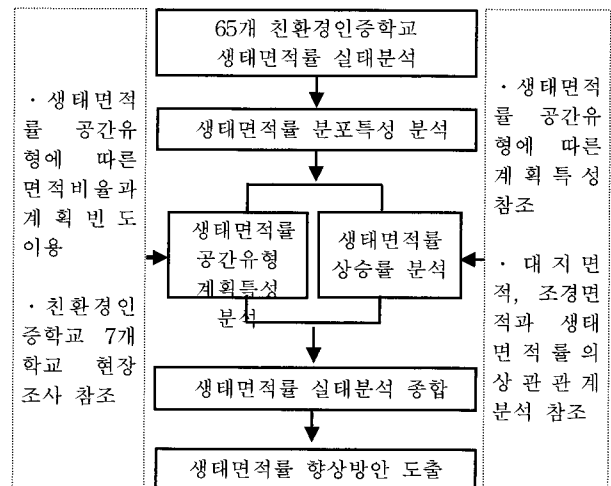 65개 친환경인증학교
생태면적률 실태분석
생태면적률 분포특성 분석
· 생태면적
률 공간유
형에 따른
면적비율과
계획빈도
이용
· 친환경인
증학교 7개
학교 현장
조사 참조
생태면적률
공간유형
계획특성
분석
생태면적률
상승률 분석
· 생태면적
률 공간유
형에 따른
계획특성
참조
· 대지면
적, 조경면
적과 생태
면적률의
상관관계
분석 참조
생태면적률 실태분석 종합
생태면적률 향상방안 도출